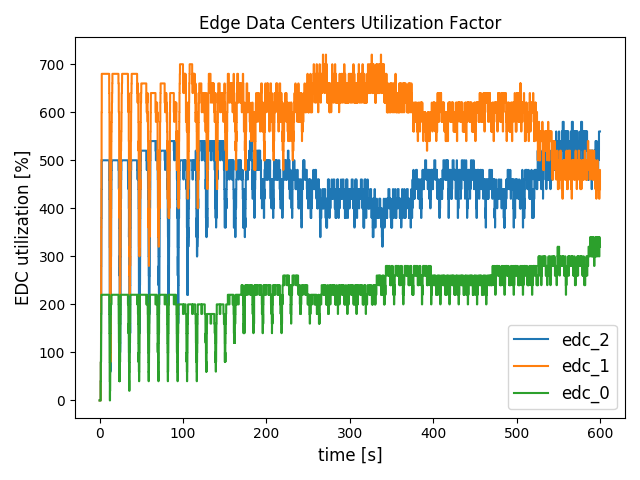 Edge Data Centers Utilization Factor
EDC utilization [%]
700
600
500
400
300
200
100
0
0 100 200 300 400 500 600
time [s]
edc_2
edc_1
edc_0